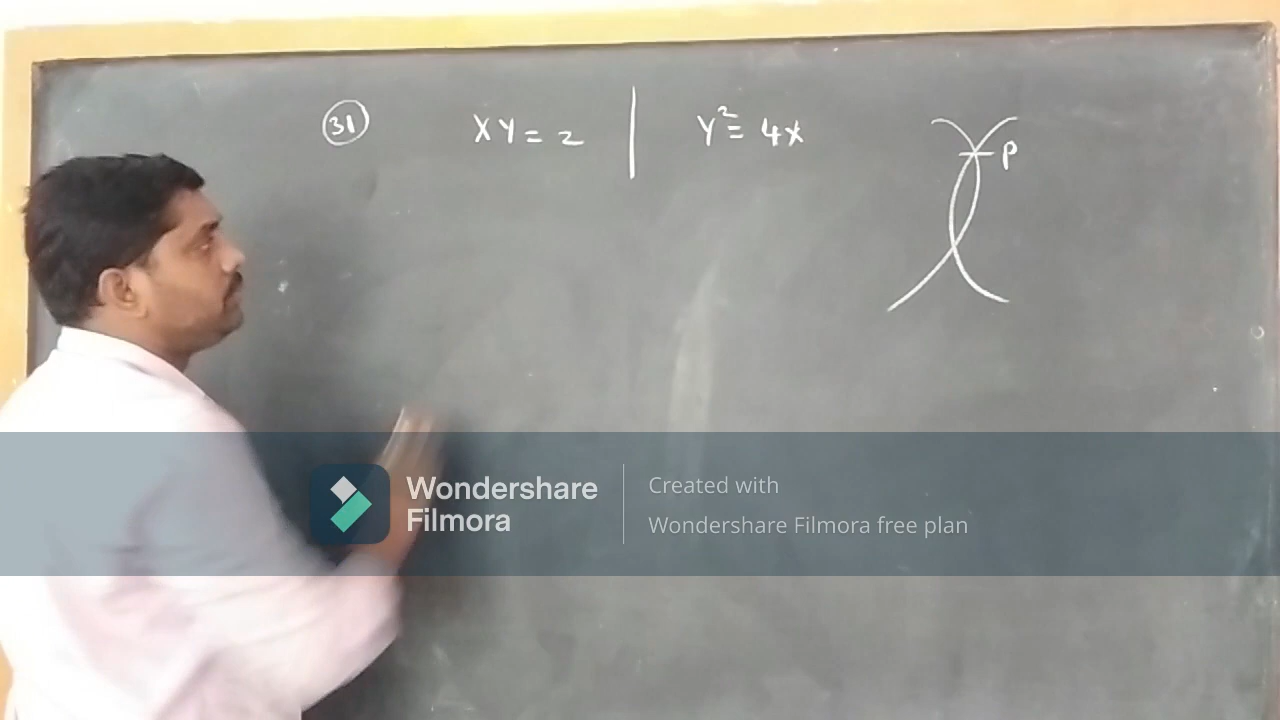 31 XY = 2 | Y² = 4x
P
Wondershare Filmora
Created with
Wondershare Filmora free plan